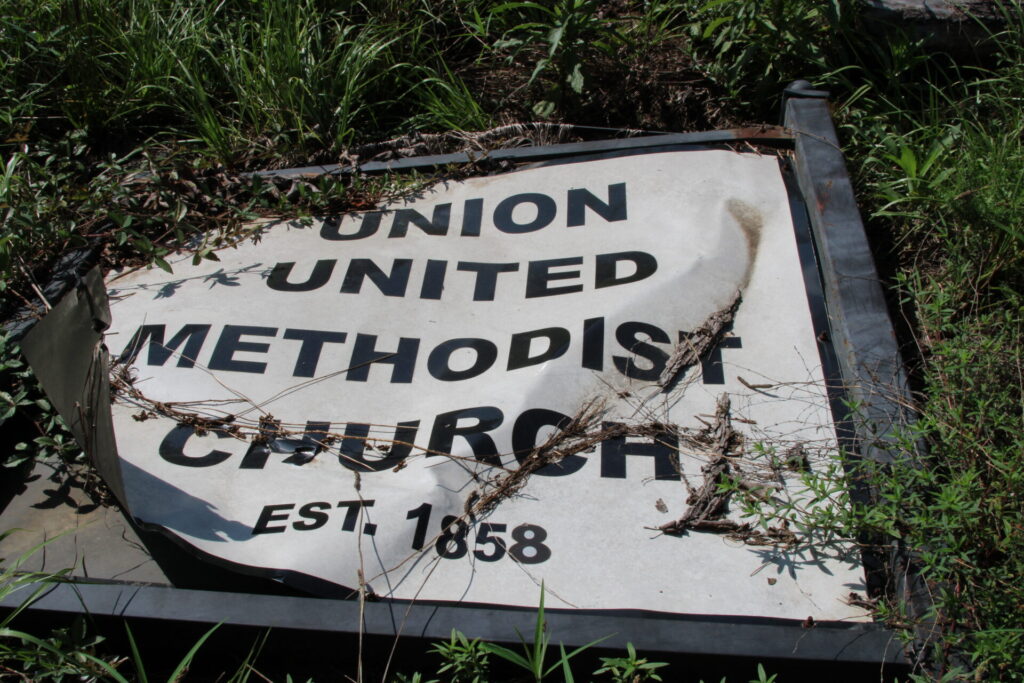 UNION
UNITED
METHODIST
CHURCH
EST. 1858